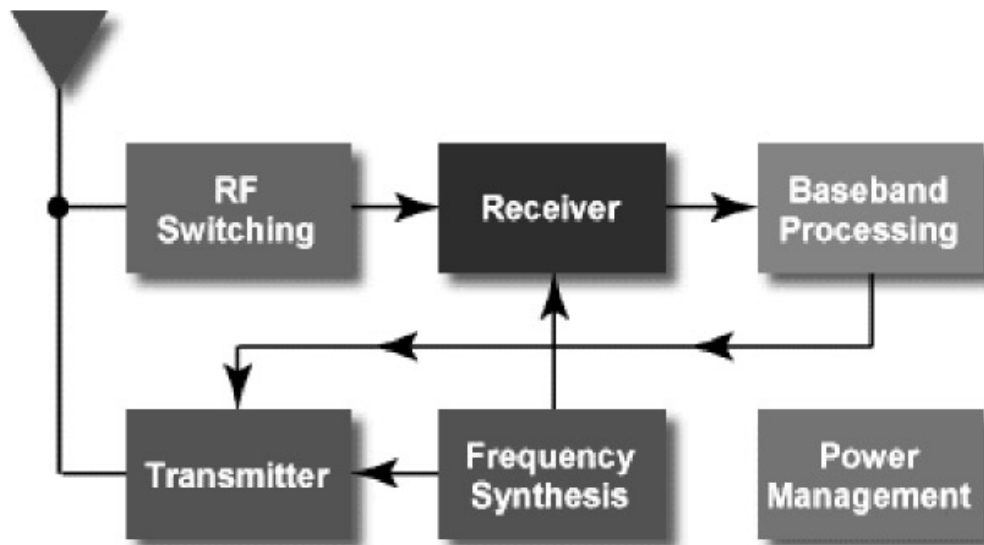 RF
Switching
Receiver
Baseband
Processing
Transmitter
Frequency
Synthesis
Power
Management